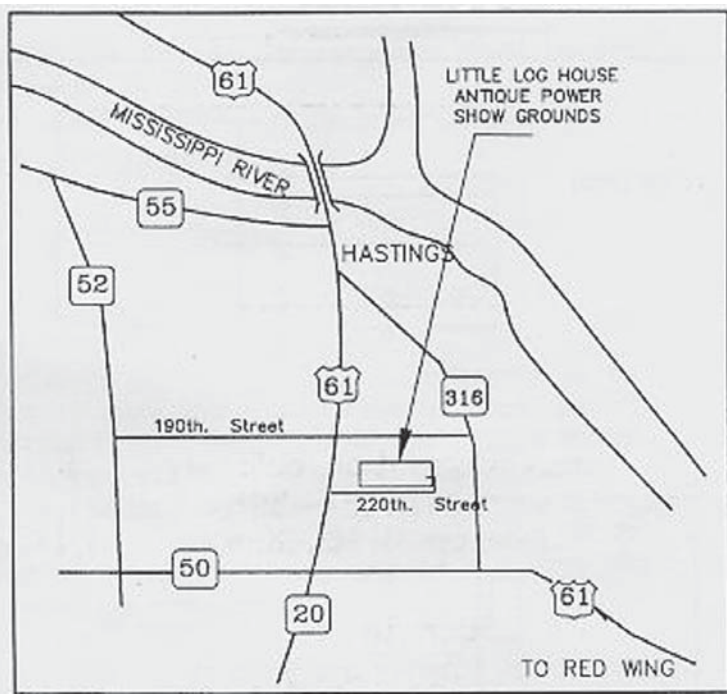 61
LITTLE LOG HOUSE
ANTIQUE POWER
SHOW GROUNDS
MISSISSIPPI RIVER
55
HASTINGS
52
61
316
190th. Street
220th. Street
50
20
61
TO RED WING